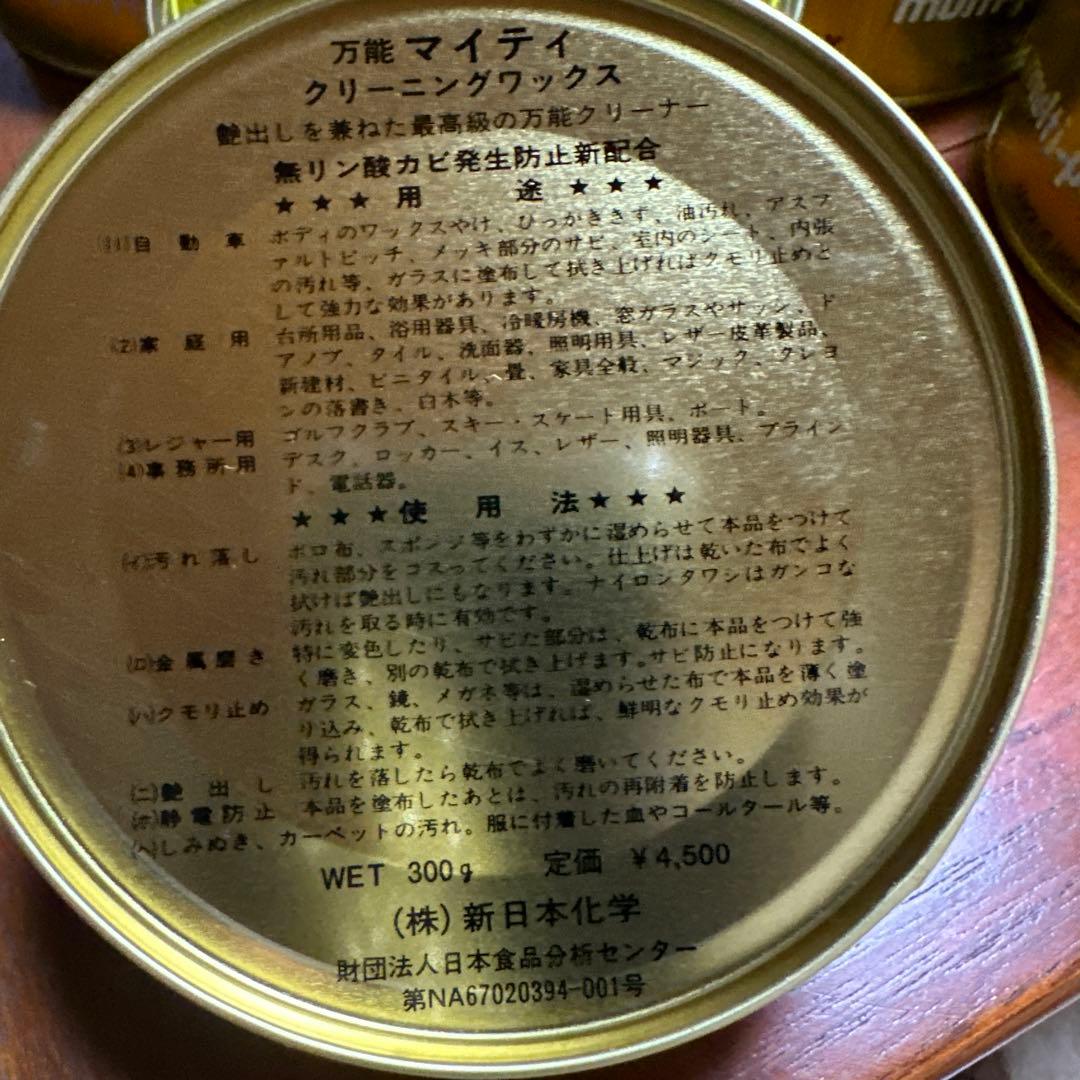 万能 マイティ
クリーニングワックス
艶出しを兼ねた最高級の万能クリーナー
無リン酸カビ発生防止新配合
★★★用 途★★★
自動車 ボディのワックスやけ、ひっかききず、油汚れ、アスフ
ァルトピッチ、メッキ部分のサビ、室内のシート、内張
の汚れ等、ガラスに塗布して拭き上げればクモリ止めと
して強力な効果があります。
(2)家庭用 台所用品、浴用器具、冷暖房機、窓ガラスやサッシ、ド
アノブ、タイル、洗面器、照明用具、レザー皮革製品、
新建材、ビニタイル、畳、家具全般、マジック、クレヨ
ンの落書き、白木等。
(3)レジャー用 ゴルフクラブ、スキー・スケート用具、ボート。
(4)事務所用 デスク、ロッカー、イス、レザー、照明器具、ブライン
ド、電話器。
★★★使 用 法★★★
(イ)汚れ落し ボロ布、スポンジ等をわずかに湿めらせて本品をつけて
汚れ部分をコスってください。仕上げは乾いた布でよく
拭けば艶出しにもなります。ナイロンタワシはガンコな
汚れを取る時に有効です。
(ロ)金属磨き 特に変色したり、サビた部分は、乾布に本品をつけて強
く磨き、別の乾布で拭き上げます。サビ防止になります。
(ハ)クモリ止め ガラス、鏡、メガネ等は、湿めらせた布で本品を薄く塗
り込み、乾布で拭き上げれば、鮮明なクモリ止め効果が
得られます。
(ニ)艶出し 汚れを落したら乾布でよく磨いてください。
(ホ)静電防止 本品を塗布したあとは、汚れの再附着を防止します。
(ヘ)しみぬき、カーペットの汚れ。服に付着した血やコールタール等。
WET 300g 定価 ¥4,500
(株)新日本化学
財団法人日本食品分析センター
第NA67020394-001号